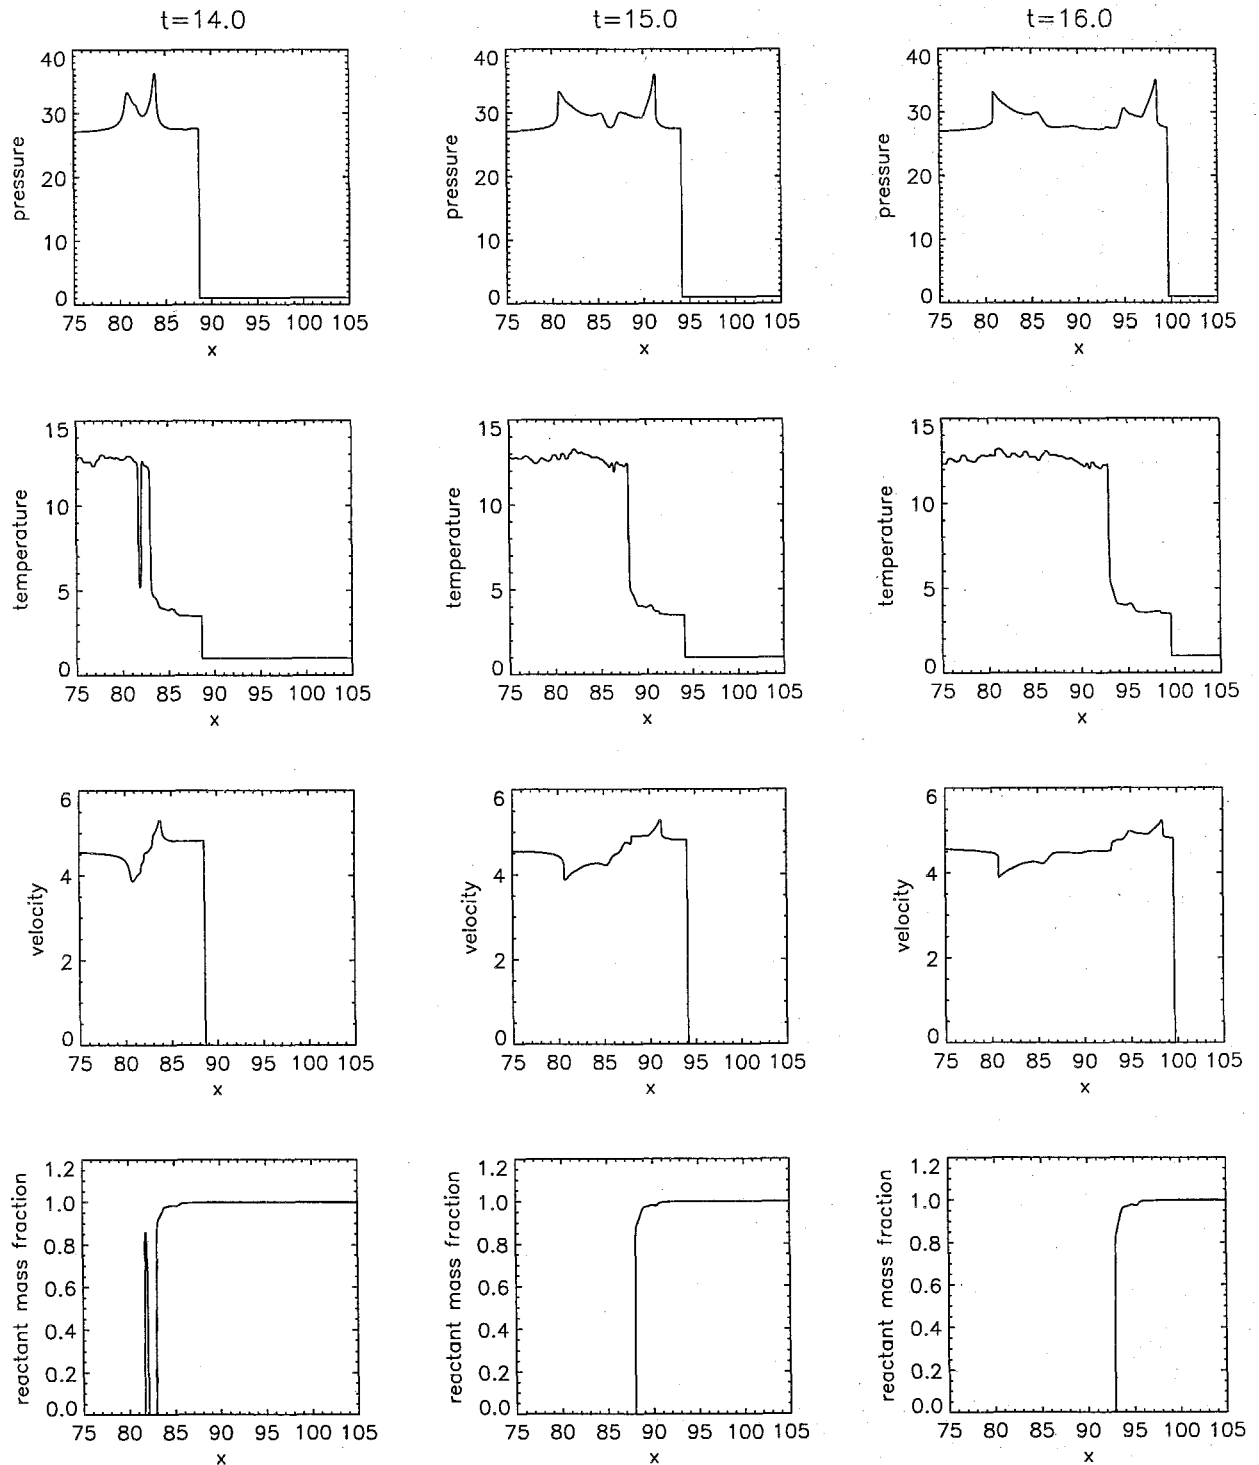 t=14.0 t=15.0 t=16.0
40 40 40
30 30 30
20 20 20
10 10 10
0 0 0
pressure pressure pressure
75 80 85 90 95 100 105 75 80 85 90 95 100 105 75 80 85 90 95 100 105
x x x
15 15 15
10 10 10
5 5 5
0 0 0
temperature temperature temperature
75 80 85 90 95 100 105 75 80 85 90 95 100 105 75 80 85 90 95 100 105
x x x
6 6 6
4 4 4
2 2 2
0 0 0
velocity velocity velocity
75 80 85 90 95 100 105 75 80 85 90 95 100 105 75 80 85 90 95 100 105
x x x
1.2 1.2 1.2
1.0 1.0 1.0
0.8 0.8 0.8
0.6 0.6 0.6
0.4 0.4 0.4
0.2 0.2 0.2
0.0 0.0 0.0
reactant mass fraction reactant mass fraction reactant mass fraction
75 80 85 90 95 100 105 75 80 85 90 95 100 105 75 80 85 90 95 100 105
x x x